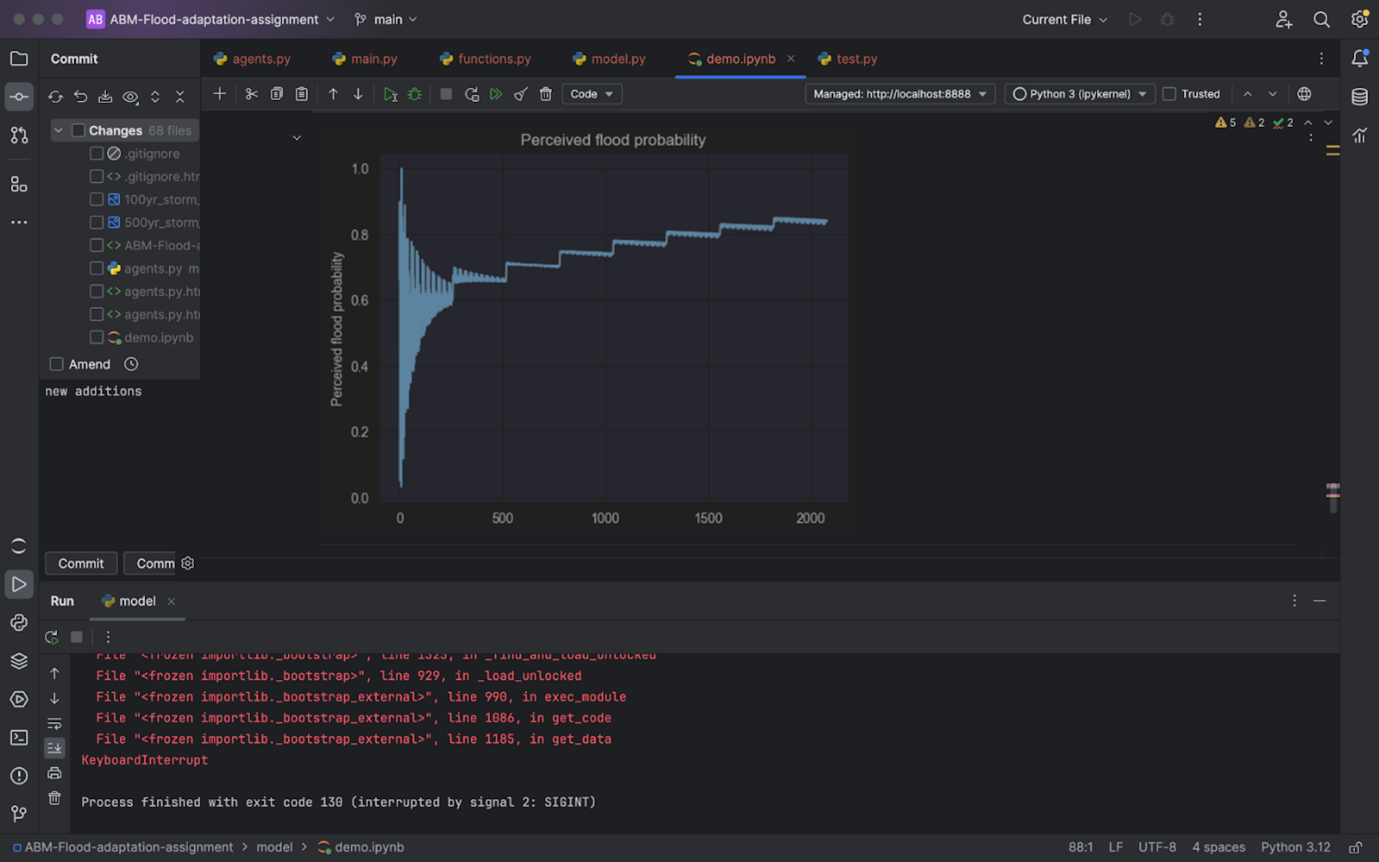 AB ABM-Flood-adaptation-assignment main Current File
Commit agents.py main.py functions.py model.py demo.ipynb test.py
Code Managed: http://localhost:8888 Python 3 (ipykernel) Trusted
5 2 2
Changes 68 files
.gitignore
.gitignore.htr
100yr_storm_
500yr_storm_
ABM-Flood-a
agents.py m
agents.py.htr
agents.py.htr
demo.ipynb
Amend
new additions
Commit Comm
Perceived flood probability
Perceived flood probability
1.0
0.8
0.6
0.4
0.2
0.0
0 500 1000 1500 2000
Run model
File "<frozen importlib._bootstrap>", line 1323, in _find_and_load_unlocked
File "<frozen importlib._bootstrap>", line 929, in _load_unlocked
File "<frozen importlib._bootstrap_external>", line 990, in exec_module
File "<frozen importlib._bootstrap_external>", line 1086, in get_code
File "<frozen importlib._bootstrap_external>", line 1185, in get_data
KeyboardInterrupt
Process finished with exit code 130 (interrupted by signal 2: SIGINT)
ABM-Flood-adaptation-assignment > model > demo.ipynb 88:1 LF UTF-8 4 spaces Python 3.12